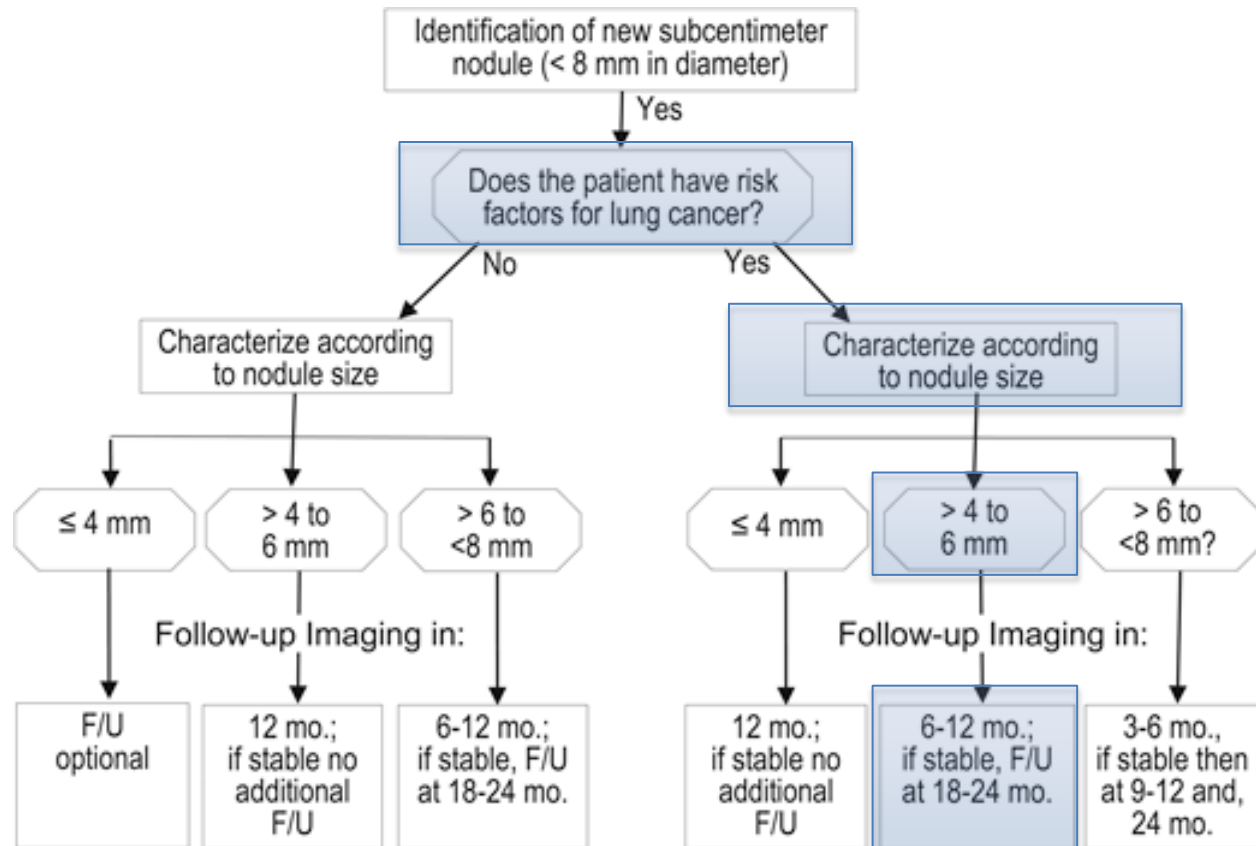 Identification of new subcentimeter
nodule (< 8 mm in diameter)
Yes
Does the patient have risk
factors for lung cancer?
No
Yes
Characterize according
to nodule size
Characterize according
to nodule size
≤ 4 mm
> 4 to
6 mm
> 6 to
<8 mm
≤ 4 mm
> 4 to
6 mm
> 6 to
<8 mm?
Follow-up Imaging in:
Follow-up Imaging in:
F/U
optional
12 mo.;
if stable no
additional
F/U
6-12 mo.;
if stable, F/U
at 18-24 mo.
12 mo.;
if stable no
additional
F/U
6-12 mo.;
if stable, F/U
at 18-24 mo.
3-6 mo.,
if stable then
at 9-12 and,
24 mo.